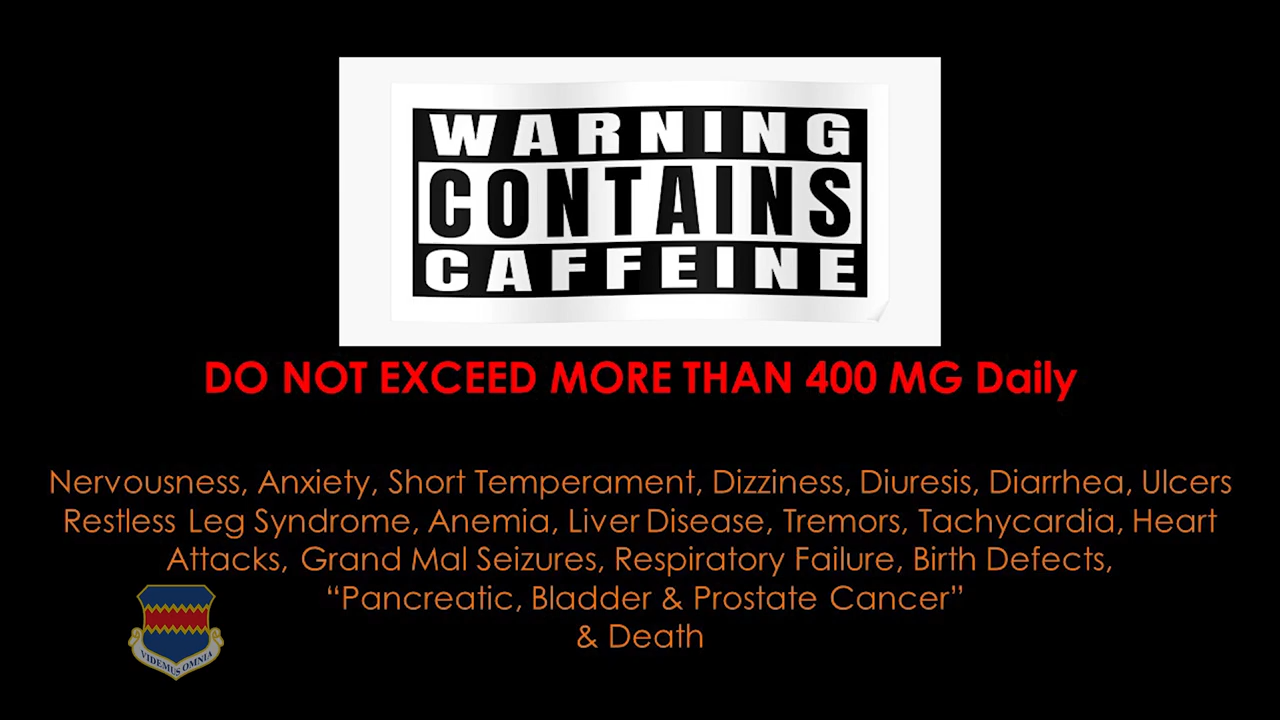 WARNING
CONTAINS
CAFFEINE
DO NOT EXCEED MORE THAN 400 MG Daily
Nervousness, Anxiety, Short Temperament, Dizziness, Diuresis, Diarrhea, Ulcers
Restless Leg Syndrome, Anemia, Liver Disease, Tremors, Tachycardia, Heart
Attacks, Grand Mal Seizures, Respiratory Failure, Birth Defects,
“Pancreatic, Bladder & Prostate Cancer”
& Death
VIDEMUS OMNIA